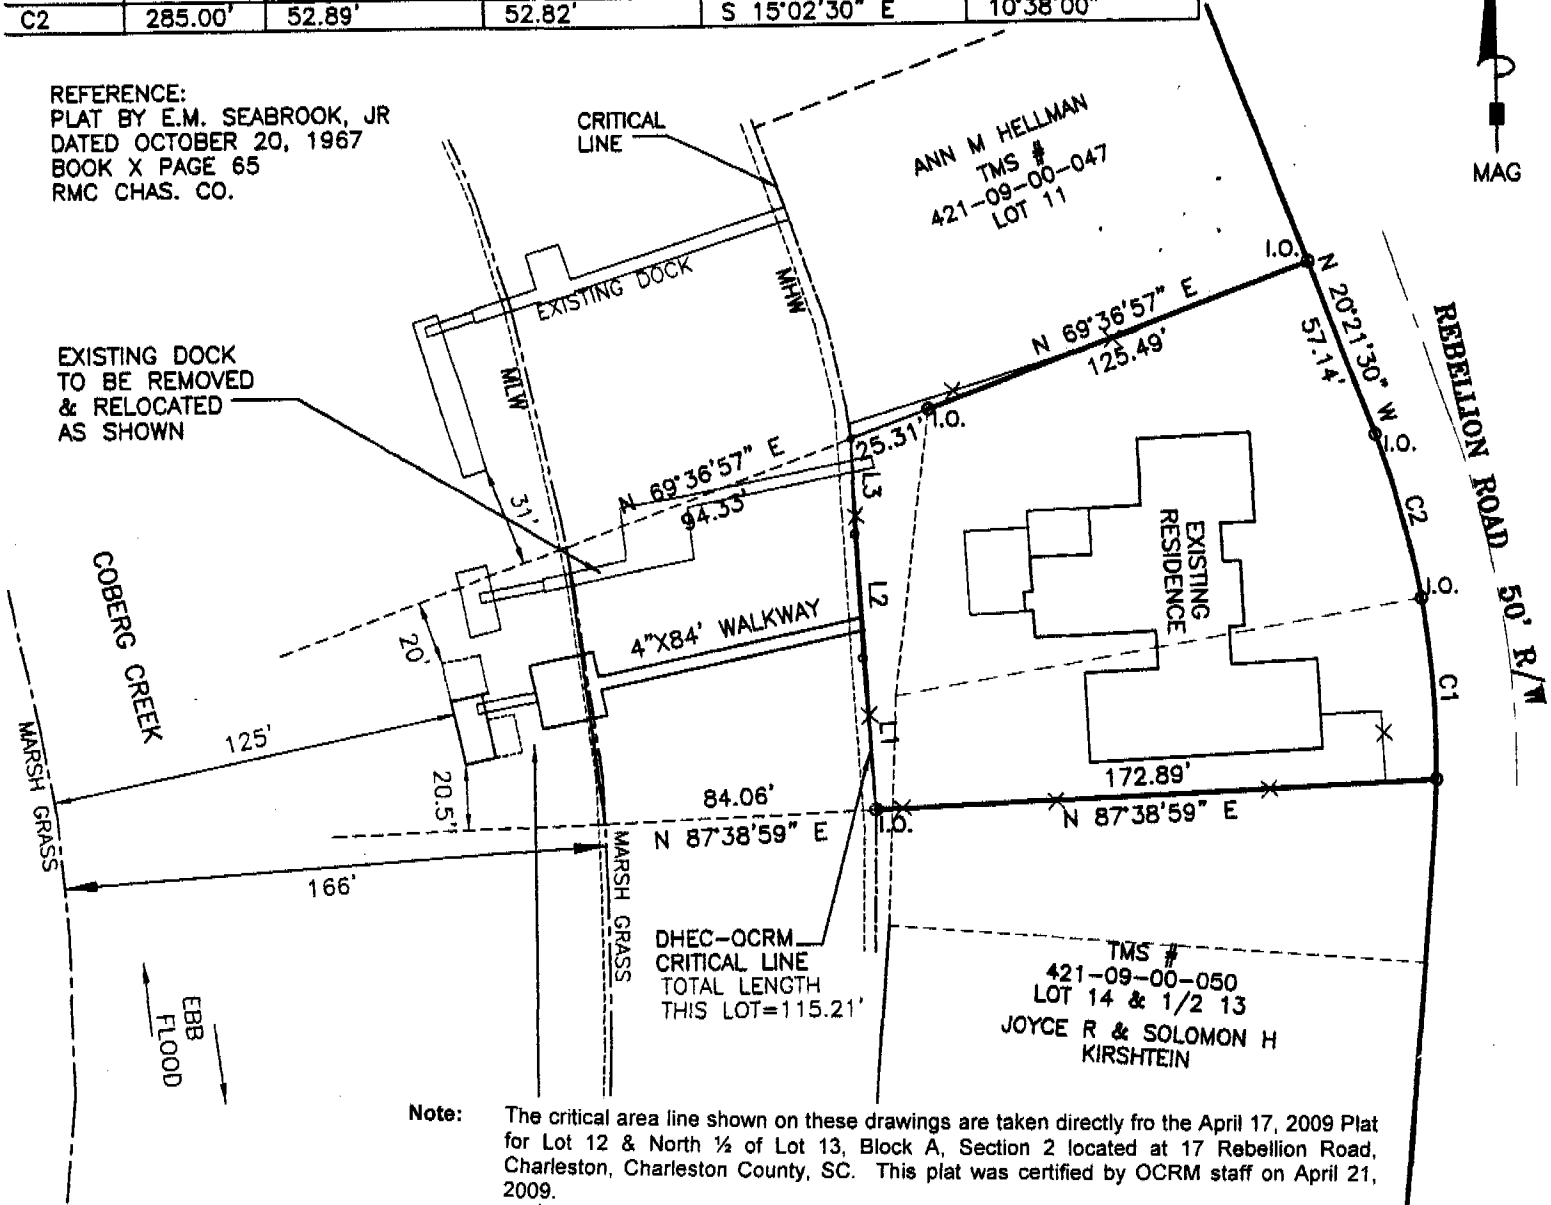 C2 285.00' 52.89' 52.82' S 15°02'30" E 10°38'00"
REFERENCE:
PLAT BY E.M. SEABROOK, JR
DATED OCTOBER 20, 1967
BOOK X PAGE 65
RMC CHAS. CO.
CRITICAL
LINE
ANN M HELLMAN
TMS #
421-09-00-047
LOT 11
MAG
I.O.
N 20°21'30" W
57.14'
REBELLION ROAD 50' R/W
EXISTING DOCK
MHW
MLW
N 69°36'57" E
125.49'
EXISTING DOCK
TO BE REMOVED
& RELOCATED
AS SHOWN
I.O.
25.31'
I.O.
N 69°36'57" E
94.33'
L3
31'
C2
EXISTING
RESIDENCE
L2
I.O.
COBERG CREEK
20'
4"X84' WALKWAY
C1
L1
125'
MARSH GRASS
20.5'
84.06'
172.89'
N 87°38'59" E
I.O.
N 87°38'59" E
166'
MARSH GRASS
DHEC-OCRM
CRITICAL LINE
TOTAL LENGTH
THIS LOT=115.21'
TMS #
421-09-00-050
LOT 14 & 1/2 13
JOYCE R & SOLOMON H
KIRSHTEIN
EBB
FLOOD
Note: The critical area line shown on these drawings are taken directly fro the April 17, 2009 Plat
for Lot 12 & North ½ of Lot 13, Block A, Section 2 located at 17 Rebellion Road,
Charleston, Charleston County, SC. This plat was certified by OCRM staff on April 21,
2009.